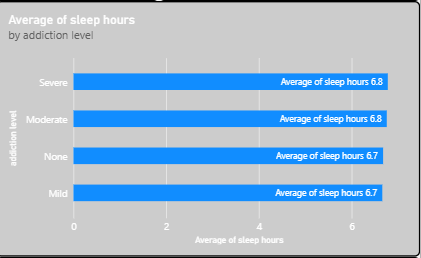 Average of sleep hours
by addiction level
Severe
Average of sleep hours 6.8
Moderate
Average of sleep hours 6.8
None
Average of sleep hours 6.7
Mild
Average of sleep hours 6.7
addiction level
0 2 4 6
Average of sleep hours